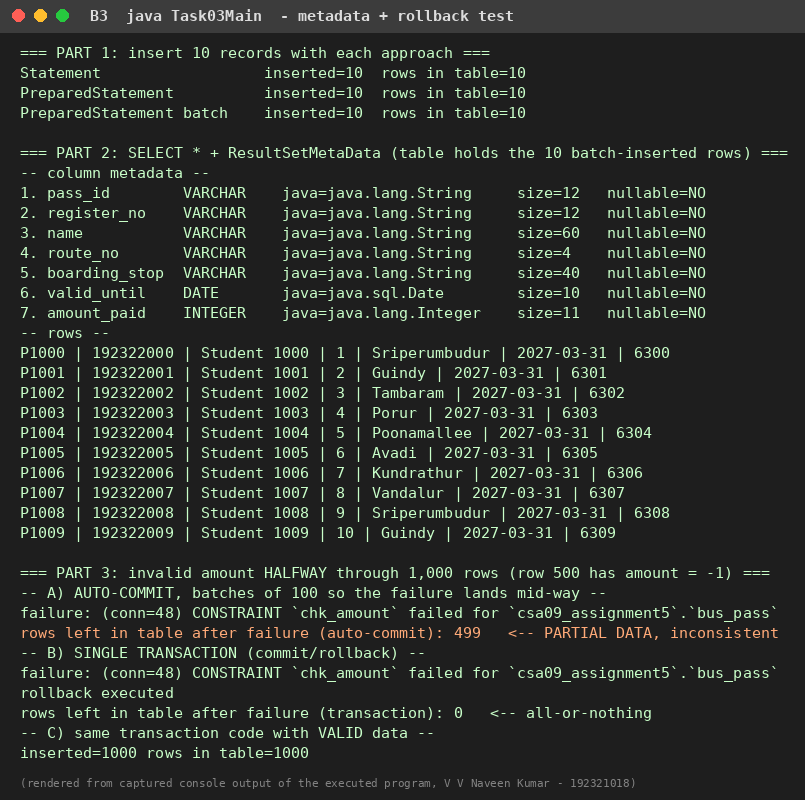 B3  java Task03Main  - metadata + rollback test
=== PART 1: insert 10 records with each approach ===
Statement                  inserted=10  rows in table=10
PreparedStatement          inserted=10  rows in table=10
PreparedStatement batch    inserted=10  rows in table=10
=== PART 2: SELECT * + ResultSetMetaData (table holds the 10 batch-inserted rows) ===
-- column metadata --
1. pass_id        VARCHAR    java=java.lang.String     size=12   nullable=NO
2. register_no    VARCHAR    java=java.lang.String     size=12   nullable=NO
3. name           VARCHAR    java=java.lang.String     size=60   nullable=NO
4. route_no       VARCHAR    java=java.lang.String     size=4    nullable=NO
5. boarding_stop  VARCHAR    java=java.lang.String     size=40   nullable=NO
6. valid_until    DATE       java=java.sql.Date        size=10   nullable=NO
7. amount_paid    INTEGER    java=java.lang.Integer    size=11   nullable=NO
-- rows --
P1000 | 192322000 | Student 1000 | 1 | Sriperumbudur | 2027-03-31 | 6300
P1001 | 192322001 | Student 1001 | 2 | Guindy | 2027-03-31 | 6301
P1002 | 192322002 | Student 1002 | 3 | Tambaram | 2027-03-31 | 6302
P1003 | 192322003 | Student 1003 | 4 | Porur | 2027-03-31 | 6303
P1004 | 192322004 | Student 1004 | 5 | Poonamallee | 2027-03-31 | 6304
P1005 | 192322005 | Student 1005 | 6 | Avadi | 2027-03-31 | 6305
P1006 | 192322006 | Student 1006 | 7 | Kundrathur | 2027-03-31 | 6306
P1007 | 192322007 | Student 1007 | 8 | Vandalur | 2027-03-31 | 6307
P1008 | 192322008 | Student 1008 | 9 | Sriperumbudur | 2027-03-31 | 6308
P1009 | 192322009 | Student 1009 | 10 | Guindy | 2027-03-31 | 6309
=== PART 3: invalid amount HALFWAY through 1,000 rows (row 500 has amount = -1) ===
-- A) AUTO-COMMIT, batches of 100 so the failure lands mid-way --
failure: (conn=48) CONSTRAINT `chk_amount` failed for `csa09_assignment5`.`bus_pass`
rows left in table after failure (auto-commit): 499   <-- PARTIAL DATA, inconsistent
-- B) SINGLE TRANSACTION (commit/rollback) --
failure: (conn=48) CONSTRAINT `chk_amount` failed for `csa09_assignment5`.`bus_pass`
rollback executed
rows left in table after failure (transaction): 0   <-- all-or-nothing
-- C) same transaction code with VALID data --
inserted=1000 rows in table=1000
(rendered from captured console output of the executed program, V V Naveen Kumar - 192321018)